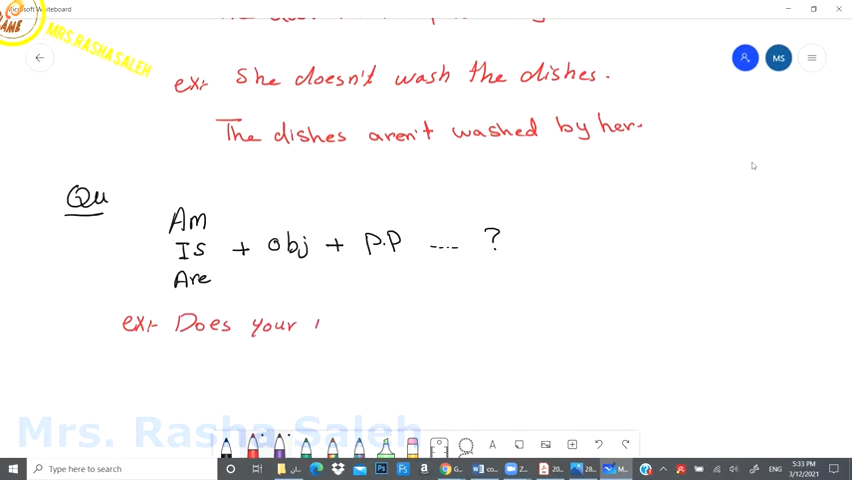 Microsoft Whiteboard
AME
MRS.RASHA SALEH
MS
ex:- She doesn't wash the dishes.
The dishes aren't washed by her.
Qu
Am
Is + obj + P.P ..... ?
Are
ex:- Does your
Mrs. Rasha Saleh
Type here to search
ENG
5:33 PM
3/12/2021